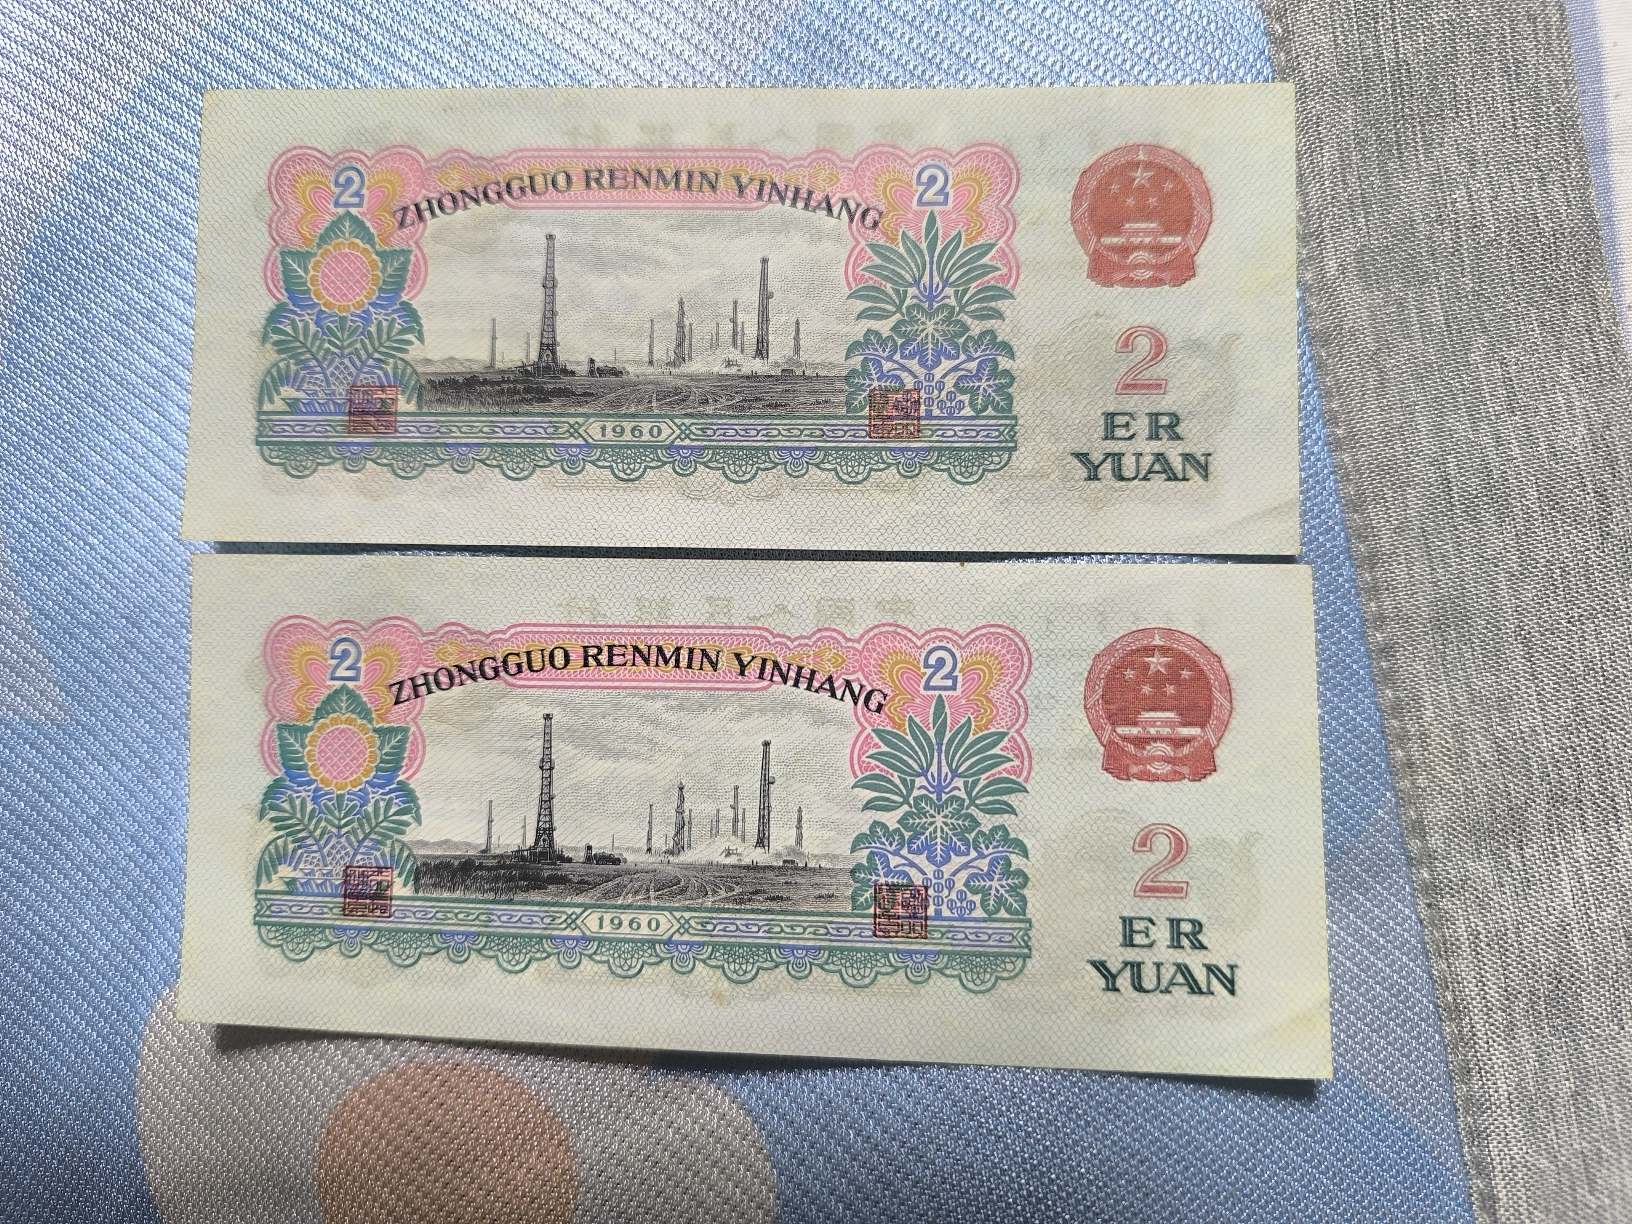 2 ZHONGGUO RENMIN YINHANG 2
2
ER
YUAN
1960
2 ZHONGGUO RENMIN YINHANG 2
2
ER
YUAN
1960